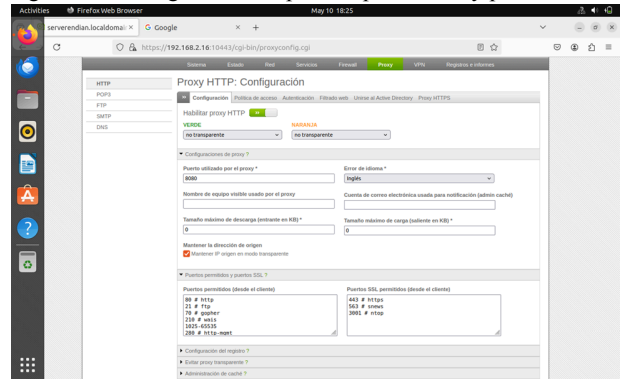 Activities Firefox Web Browser May 10 18:25
serverendian.localdomain × G Google × +
https://192.168.2.16:10443/cgi-bin/proxyconfig.cgi
Sistema Estado Red Servicios Firewall Proxy VPN Registros e informes
HTTP
POP3
FTP
SMTP
DNS
Proxy HTTP: Configuración
Configuración Política de acceso Autenticación Filtrado web Unirse al Active Directory Proxy HTTPS
Habilitar proxy HTTP
VERDE NARANJA
no transparente no transparente
Configuraciones de proxy ?
Puerto utilizado por el proxy * Error de idioma *
8080 Inglés
Nombre de equipo visible usado por el proxy Cuenta de correo electrónica usada para notificación (admin caché)
Tamaño máximo de descarga (entrante en KB) * Tamaño máximo de carga (saliente en KB) *
0 0
Mantener la dirección de origen
Mantener IP origen en modo transparente
Puertos permitidos y puertos SSL ?
Puertos permitidos (desde el cliente) Puertos SSL permitidos (desde el cliente)
80 # http 443 # https
21 # ftp 563 # snews
70 # gopher 3001 # ntop
210 # wais
1025-65535
280 # http-mgmt
Configuración del registro ?
Evitar proxy transparente ?
Administración de caché ?